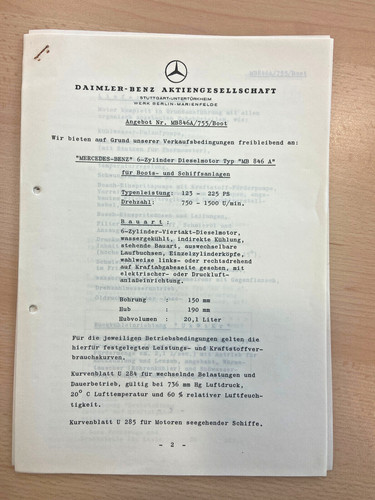 DAIMLER-BENZ AKTIENGESELLSCHAFT
STUTTGART-UNTERTÜRKHEIM
WERK BERLIN-MARIENFELDE
Angebot Nr. MB846A/755/Boot
Wir bieten auf Grund unserer Verkaufsbedingungen freibleibend an:
"MERCEDES-BENZ" 6-Zylinder Dieselmotor Typ "MB 846 A"
für Boots- und Schiffsanlagen
Typenleistung: 123 - 225 PS
Drehzahl: 750 - 1500 U/min.
Bauart:
6-Zylinder-Viertakt-Dieselmotor,
wassergekühlt, indirekte Kühlung,
stehende Bauart, auswechselbare
Laufbuchsen, Einzelzylinderköpfe,
wahlweise links- oder rechtsdrehend
auf Kraftabgabeseite gesehen, mit
elektrischer- oder Druckluft-
anlaßeinrichtung.
Bohrung : 150 mm
Hub : 190 mm
Hubvolumen : 20,1 Liter
Für die jeweiligen Betriebsbedingungen gelten die
hierfür festgelegten Leistungs- und Kraftstoffver-
brauchskurven.
Kurvenblatt U 284 für wechselnde Belastungen und
Dauerbetrieb, gültig bei 736 mm Hg Luftdruck,
20° C Lufttemperatur und 60 % relativer Luftfeuch-
tigkeit.
Kurvenblatt U 285 für Motoren seegehender Schiffe.
- 2 -